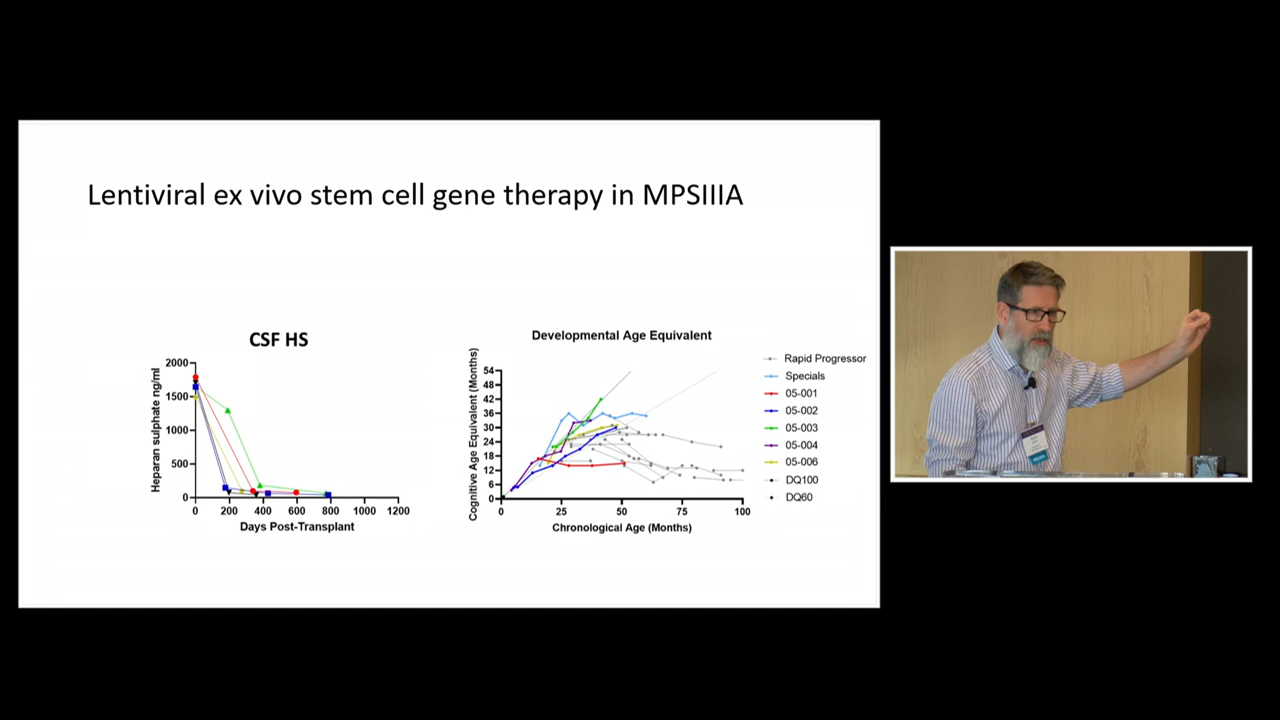 Lentiviral ex vivo stem cell gene therapy in MPSIIIA
CSF HS
Heparan sulphate ng/ml
2000
1500
1000
500
0
0 200 400 600 800 1000 1200
Days Post-Transplant
Developmental Age Equivalent
Cognitive Age Equivalent (Months)
54
48
42
36
30
24
18
12
6
0
0 25 50 75 100
Chronological Age (Months)
Rapid Progressor
Specials
05-001
05-002
05-003
05-004
05-006
DQ100
DQ60